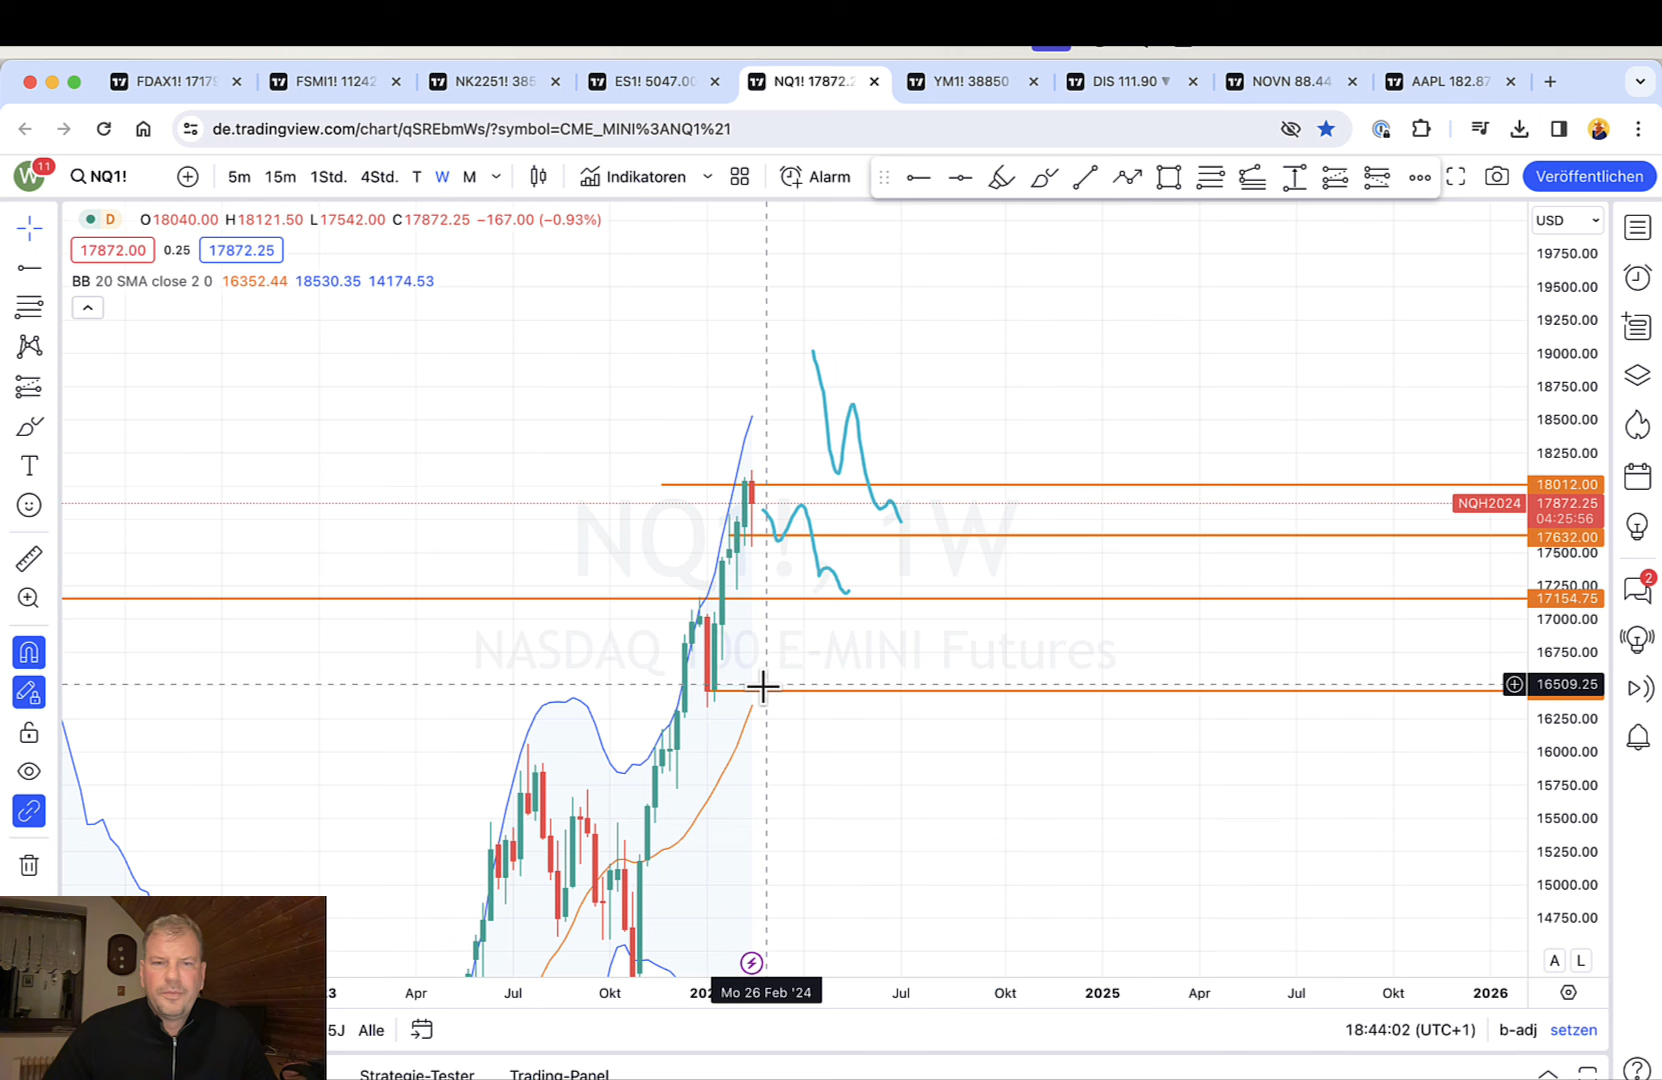 FDAX1! 1717
FSMI1! 11242
NK2251! 385
ES1! 5047.00
NQ1! 17872.2
YM1! 38850
DIS 111.90 ▼
NOVN 88.44
AAPL 182.87
de.tradingview.com/chart/qSREbmWs/?symbol=CME_MINI%3ANQ1%21
W 11
NQ1!
5m 15m 1Std. 4Std. T W M
Indikatoren
Alarm
Veröffentlichen
D O18040.00 H18121.50 L17542.00 C17872.25 −167.00 (−0.93%)
USD
17872.00 0.25 17872.25
BB 20 SMA close 2 0 16352.44 18530.35 14174.53
19750.00
19500.00
19250.00
19000.00
18750.00
18500.00
18250.00
18012.00
NQH2024 17872.25
04:25:56
17632.00
17500.00
17250.00
17154.75
17000.00
16750.00
16509.25
16250.00
16000.00
15750.00
15500.00
15250.00
15000.00
14750.00
NQ1!, 1W
NASDAQ 100 E-MINI Futures
2
A L
3 Apr Jul Okt 202 Mo 26 Feb '24 Jul Okt 2025 Apr Jul Okt 2026
5J Alle
18:44:02 (UTC+1) b-adj setzen
Strategie-Tester Trading-Panel